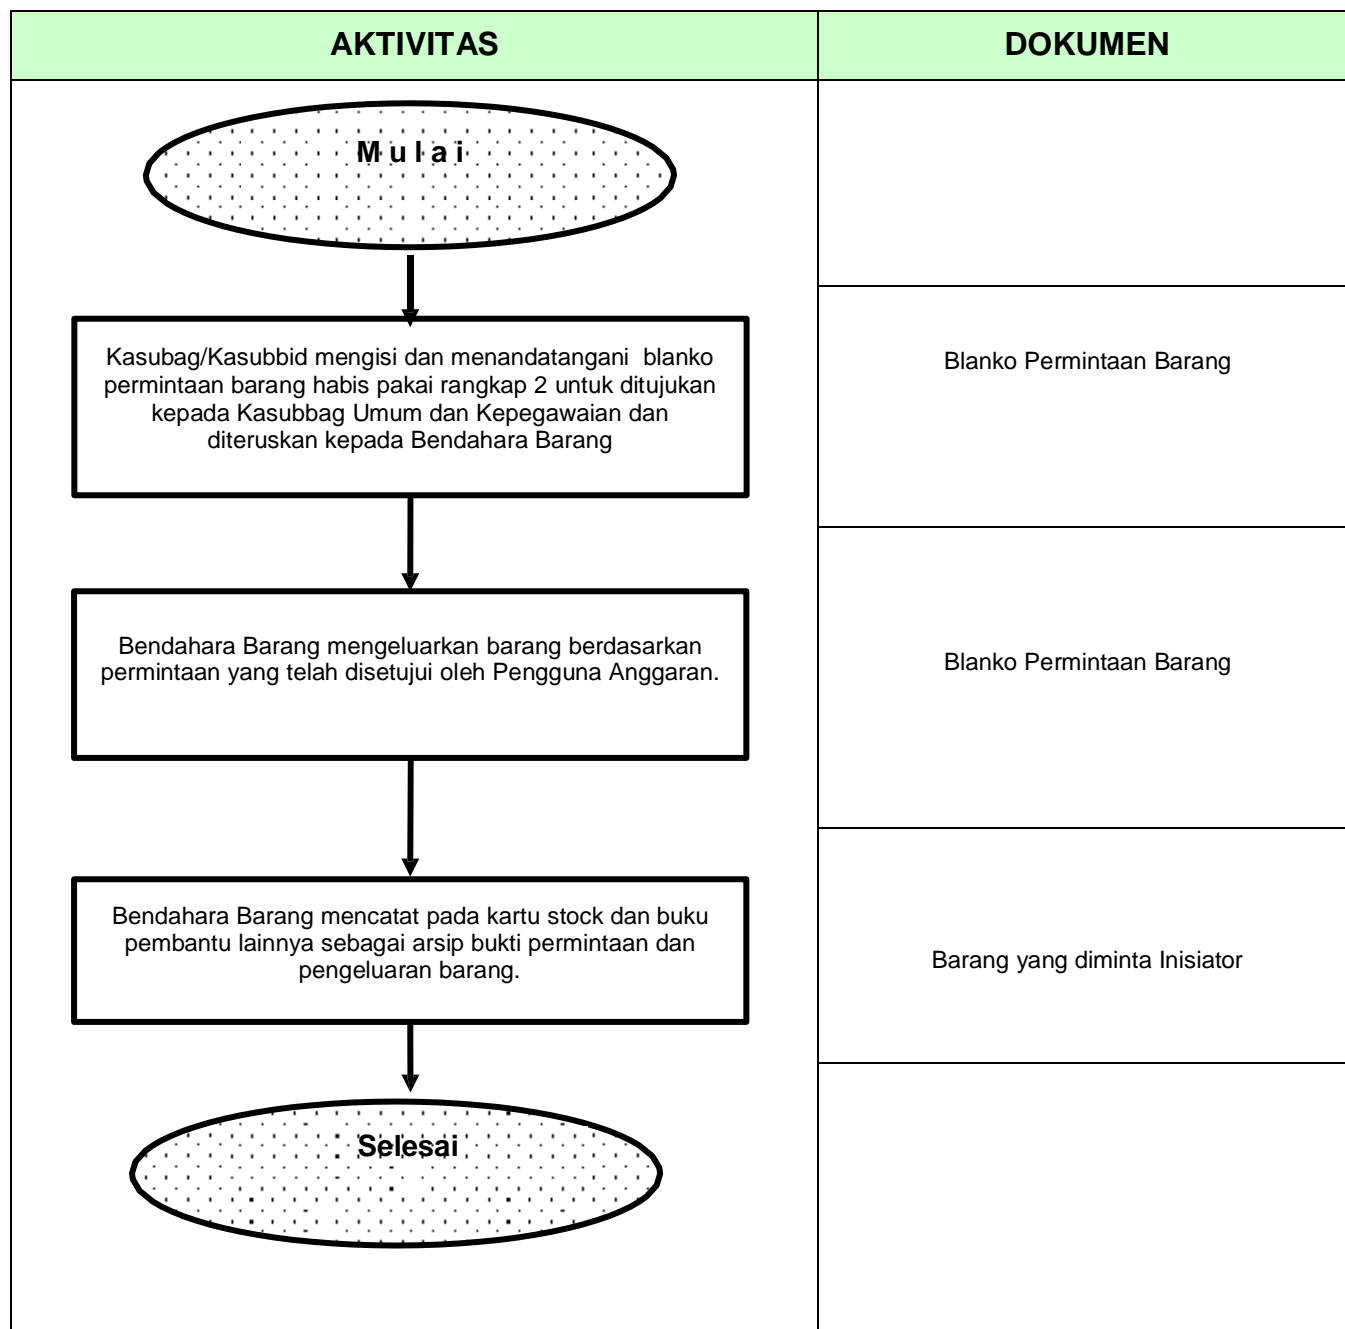 AKTIVITAS
DOKUMEN
M u l a i
Kasubag/Kasubbid mengisi dan menandatangani  blanko
permintaan barang habis pakai rangkap 2 untuk ditujukan
kepada Kasubbag Umum dan Kepegawaian dan
diteruskan kepada Bendahara Barang
Blanko Permintaan Barang
Bendahara Barang mengeluarkan barang berdasarkan
permintaan yang telah disetujui oleh Pengguna Anggaran.
Blanko Permintaan Barang
Bendahara Barang mencatat pada kartu stock dan buku
pembantu lainnya sebagai arsip bukti permintaan dan
pengeluaran barang.
Barang yang diminta Inisiator
Selesai